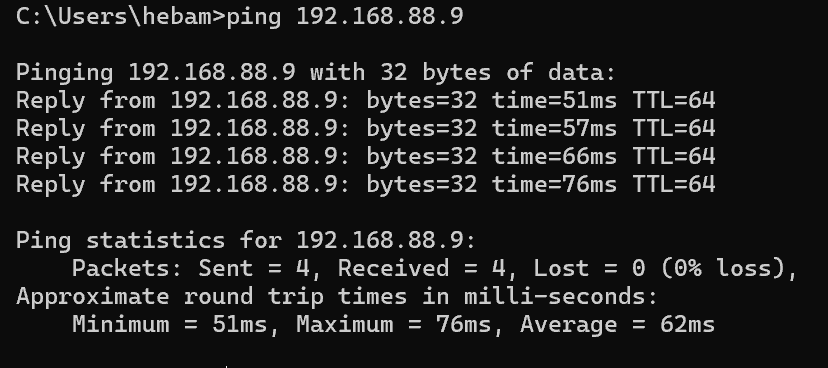 C:\Users\hebam>ping 192.168.88.9
Pinging 192.168.88.9 with 32 bytes of data:
Reply from 192.168.88.9: bytes=32 time=51ms TTL=64
Reply from 192.168.88.9: bytes=32 time=57ms TTL=64
Reply from 192.168.88.9: bytes=32 time=66ms TTL=64
Reply from 192.168.88.9: bytes=32 time=76ms TTL=64
Ping statistics for 192.168.88.9:
    Packets: Sent = 4, Received = 4, Lost = 0 (0% loss),
Approximate round trip times in milli-seconds:
    Minimum = 51ms, Maximum = 76ms, Average = 62ms